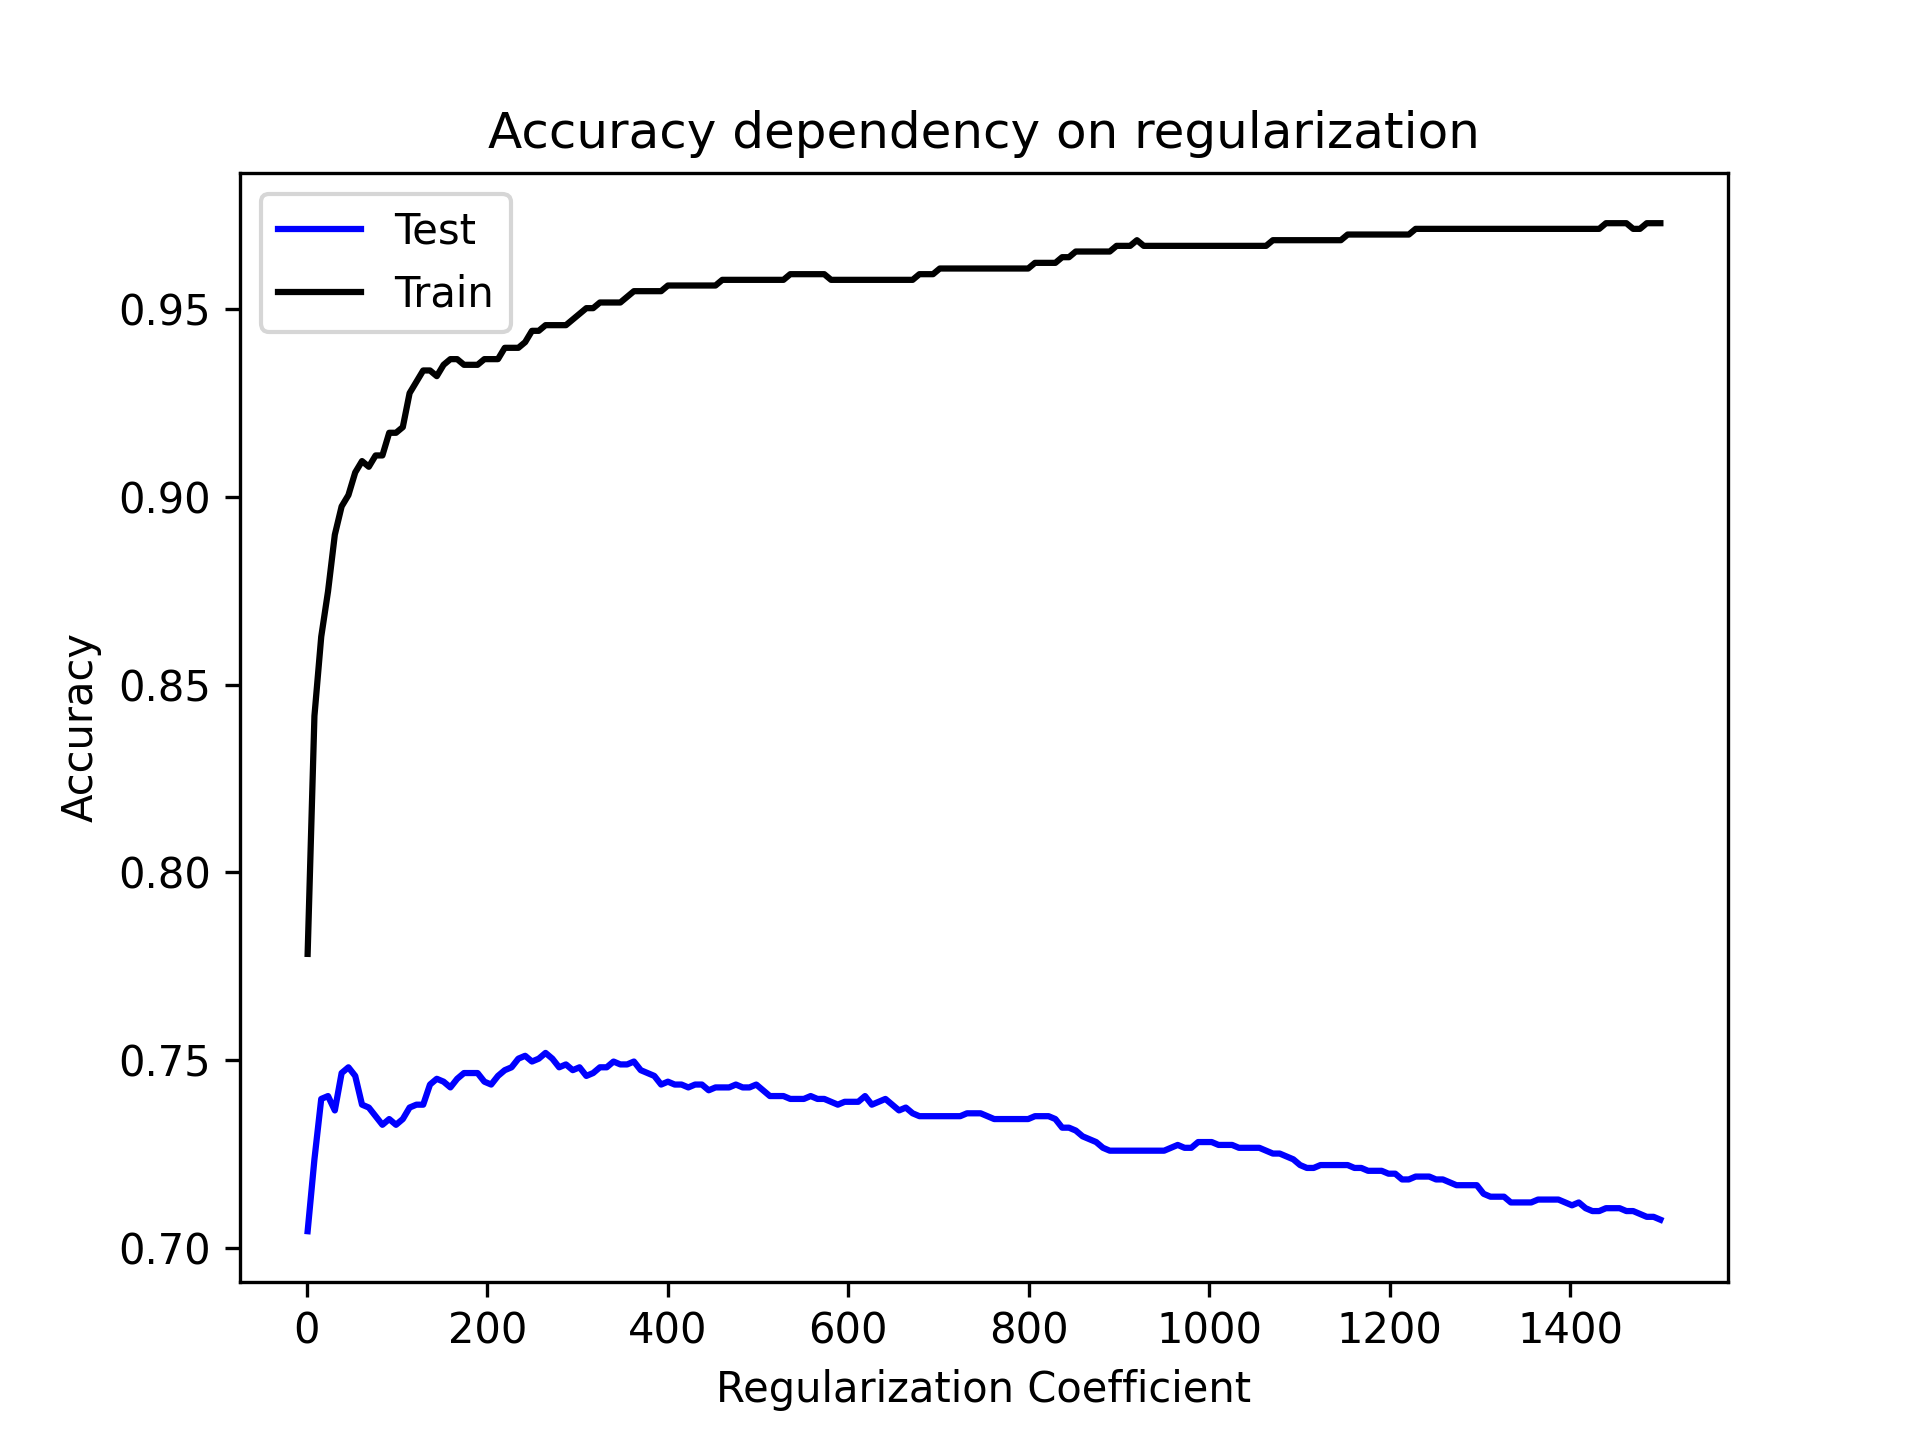 Accuracy dependency on regularization
Test
Train
0.95
0.90
0.85
0.80
0.75
0.70
Accuracy
0 200 400 600 800 1000 1200 1400
Regularization Coefficient